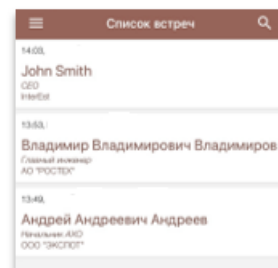 Список встреч
14:03,
John Smith
CEO
InterEst
13:53,
Владимир Владимирович Владимиров
Главный инженер
АО "РОСТЕХ"
13:49,
Андрей Андреевич Андреев
Начальник АХО
ООО "ЭКСПОТ"